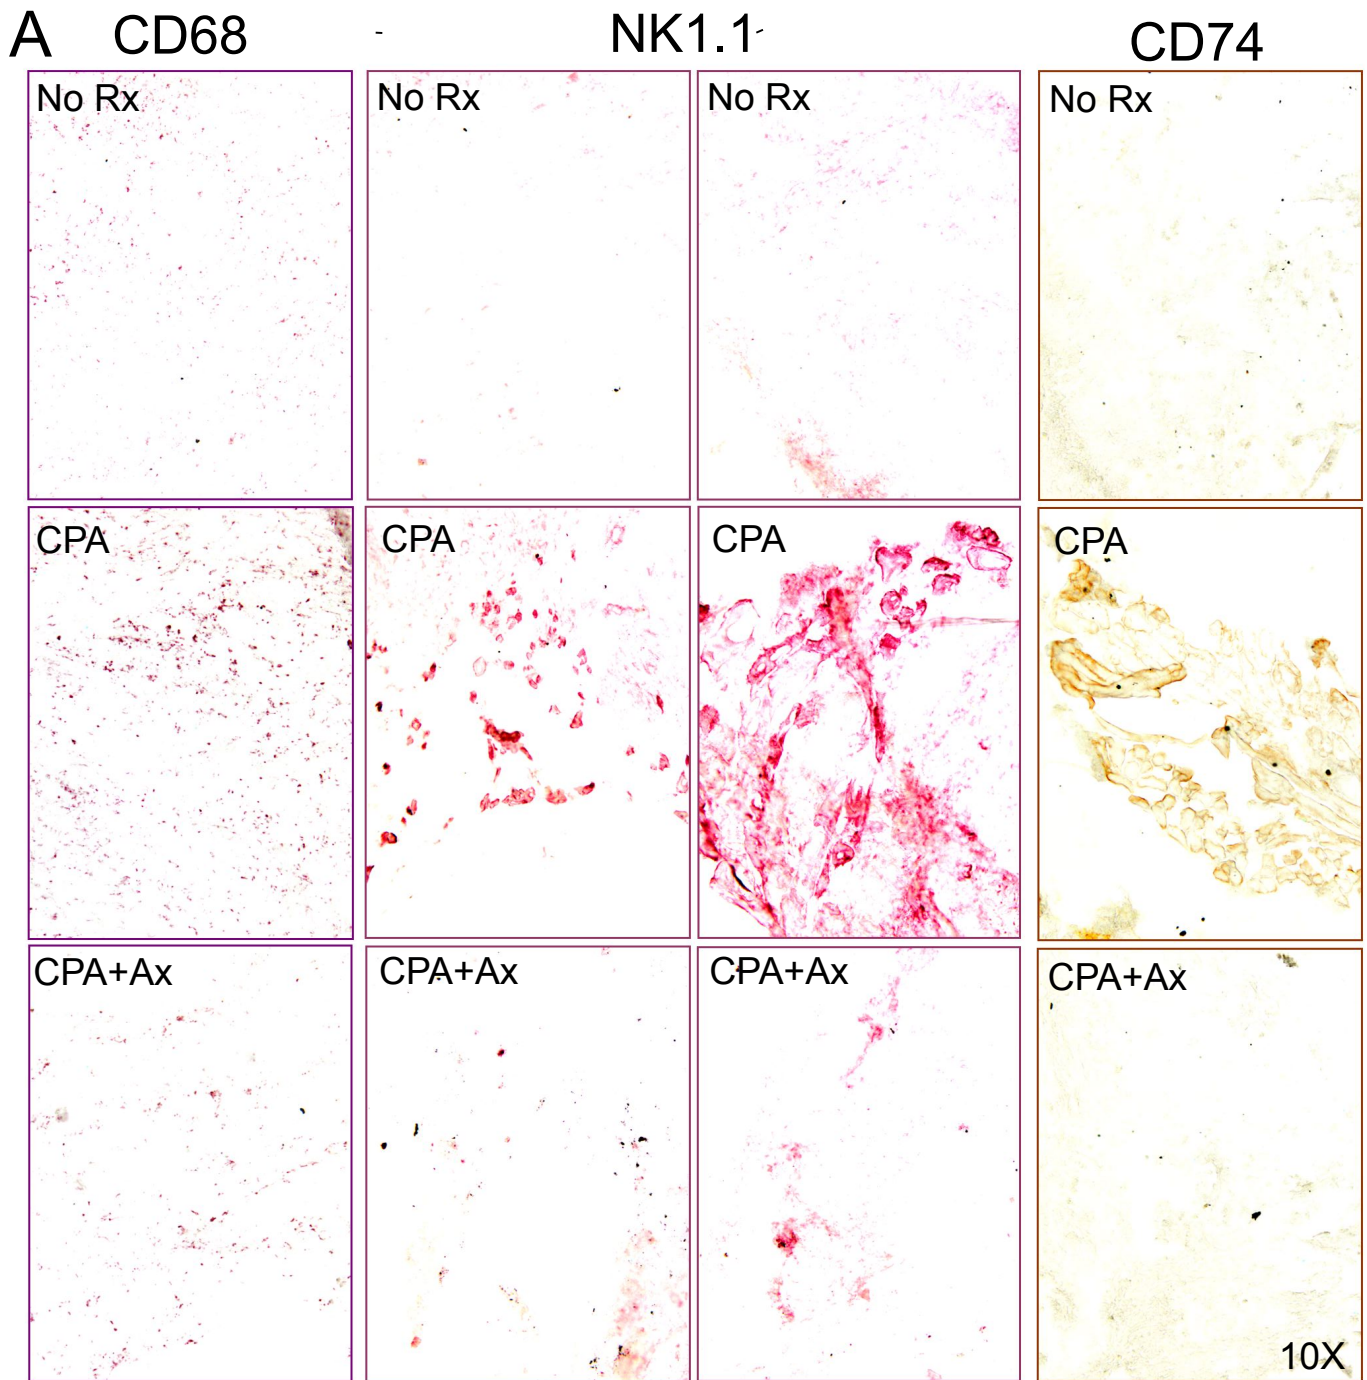 A CD68 NK1.1 CD74
No Rx No Rx No Rx No Rx
CPA CPA CPA CPA
CPA+Ax CPA+Ax CPA+Ax CPA+Ax
10X